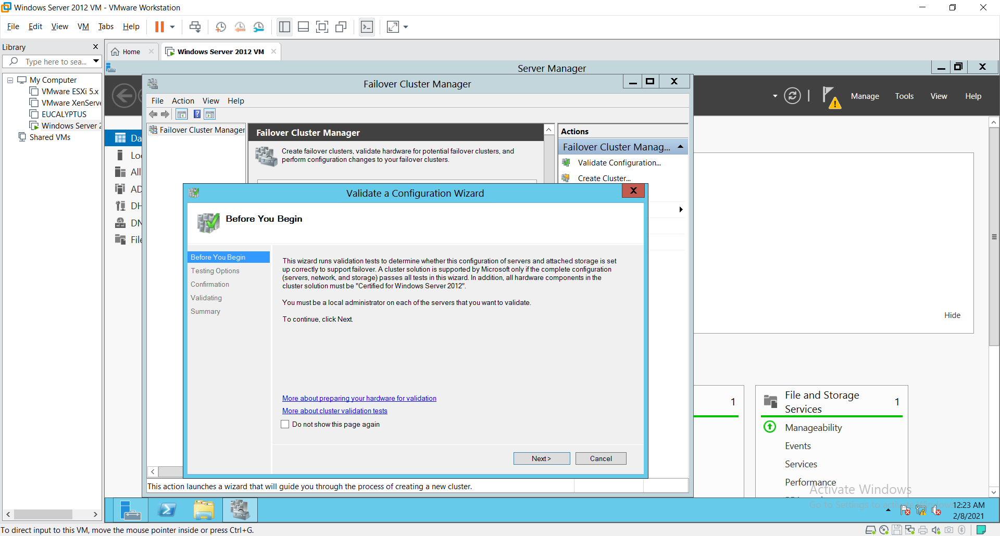 Windows Server 2012 VM - VMware Workstation
File Edit View VM Tabs Help
Library
Type here to sea...
My Computer
VMware ESXi 5.x
VMware XenServe
EUCALYPTUS
Windows Server 2
Shared VMs
Home
Windows Server 2012 VM
Server Manager
Manage Tools View Help
Da
Loc
All
AD
DH
DN
File
Failover Cluster Manager
File Action View Help
Failover Cluster Manager
Failover Cluster Manager
Create failover clusters, validate hardware for potential failover clusters, and
perform configuration changes to your failover clusters.
Actions
Failover Cluster Manag...
Validate Configuration...
Create Cluster...
Validate a Configuration Wizard
Before You Begin
Before You Begin
Testing Options
Confirmation
Validating
Summary
This wizard runs validation tests to determine whether this configuration of servers and attached storage is set
up correctly to support failover. A cluster solution is supported by Microsoft only if the complete configuration
(servers, network, and storage) passes all tests in this wizard. In addition, all hardware components in the
cluster solution must be "Certified for Windows Server 2012".
You must be a local administrator on each of the servers that you want to validate.
To continue, click Next.
More about preparing your hardware for validation
More about cluster validation tests
Do not show this page again
Next >
Cancel
This action launches a wizard that will guide you through the process of creating a new cluster.
Hide
1
File and Storage
Services
1
Manageability
Events
Services
Performance
Activate Windows
Go to Settings to
12:23 AM
2/8/2021
To direct input to this VM, move the mouse pointer inside or press Ctrl+G.